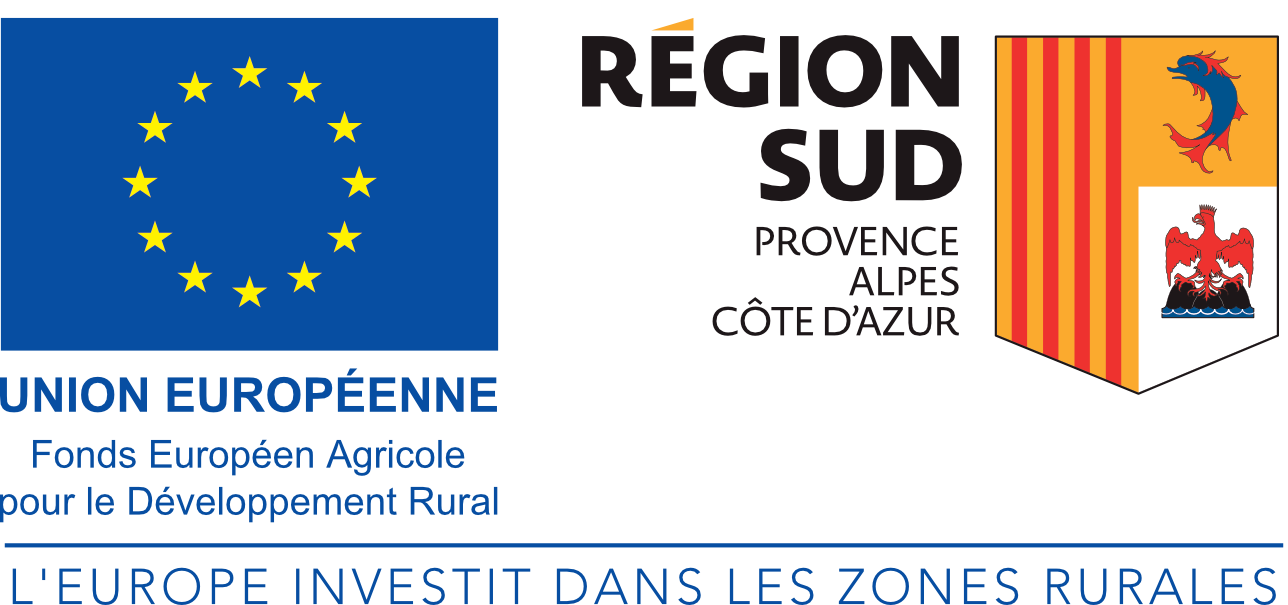 UNION EUROPÉENNE
Fonds Européen Agricole
pour le Développement Rural
RÉGION
SUD
PROVENCE
ALPES
CÔTE D'AZUR
L'EUROPE INVESTIT DANS LES ZONES RURALES